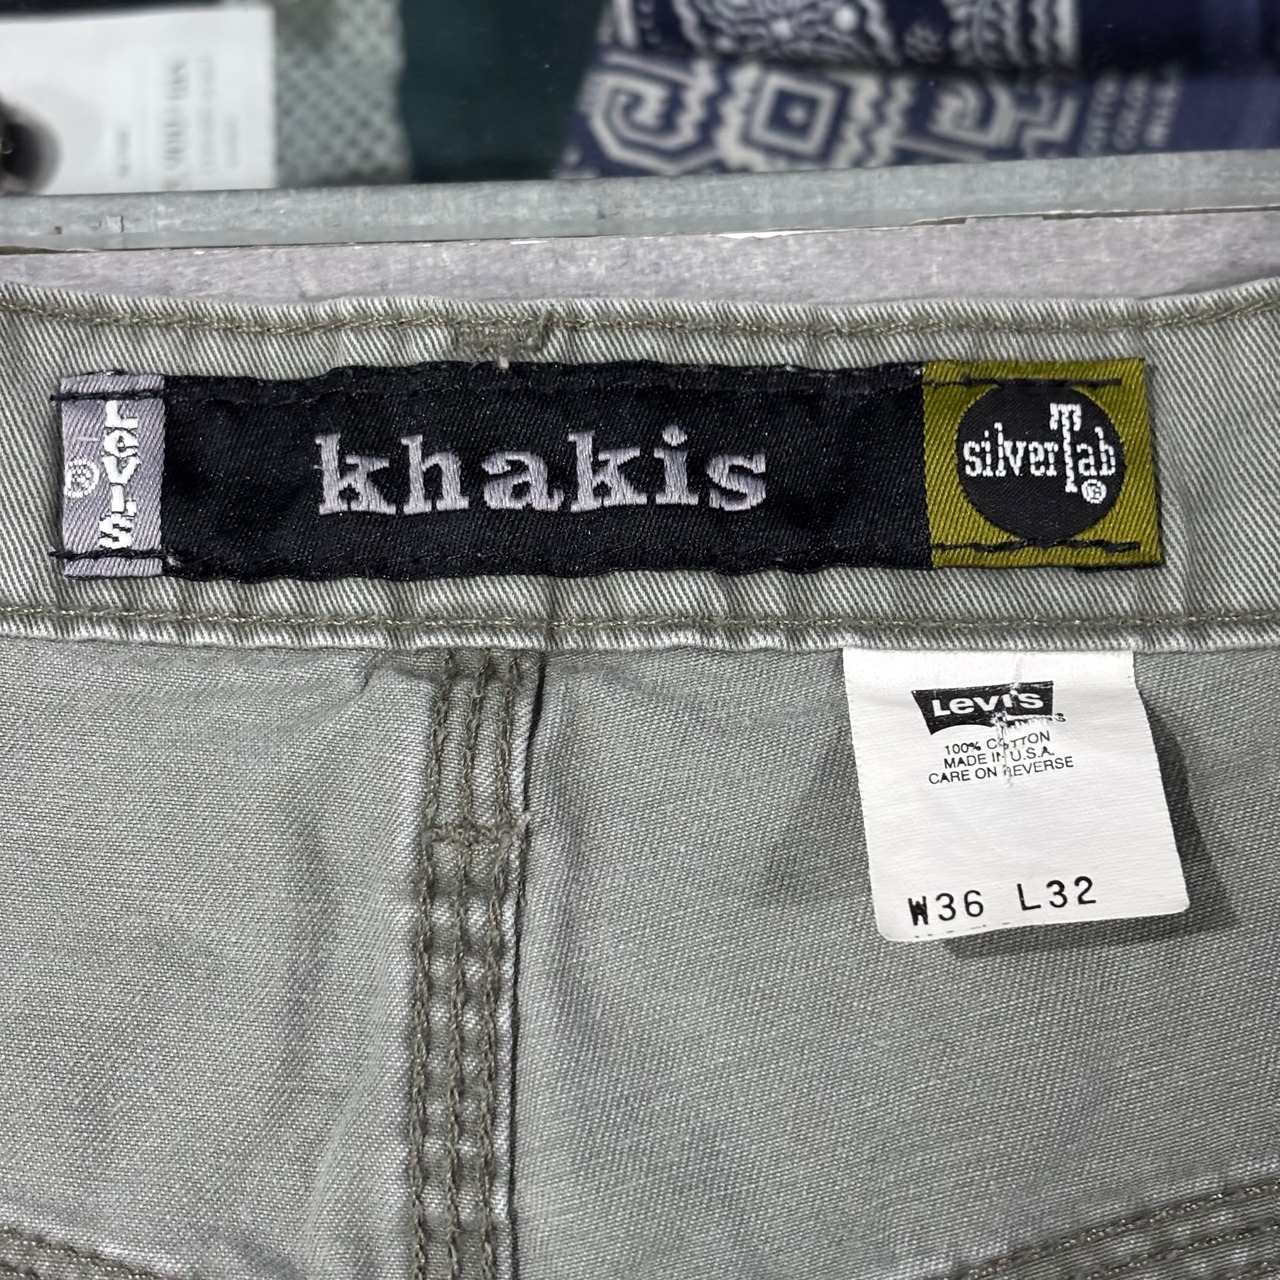 Levi's ®
khakis
silverTab ®
Levi's
100% COTTON
MADE IN U.S.A.
CARE ON REVERSE
W36 L32